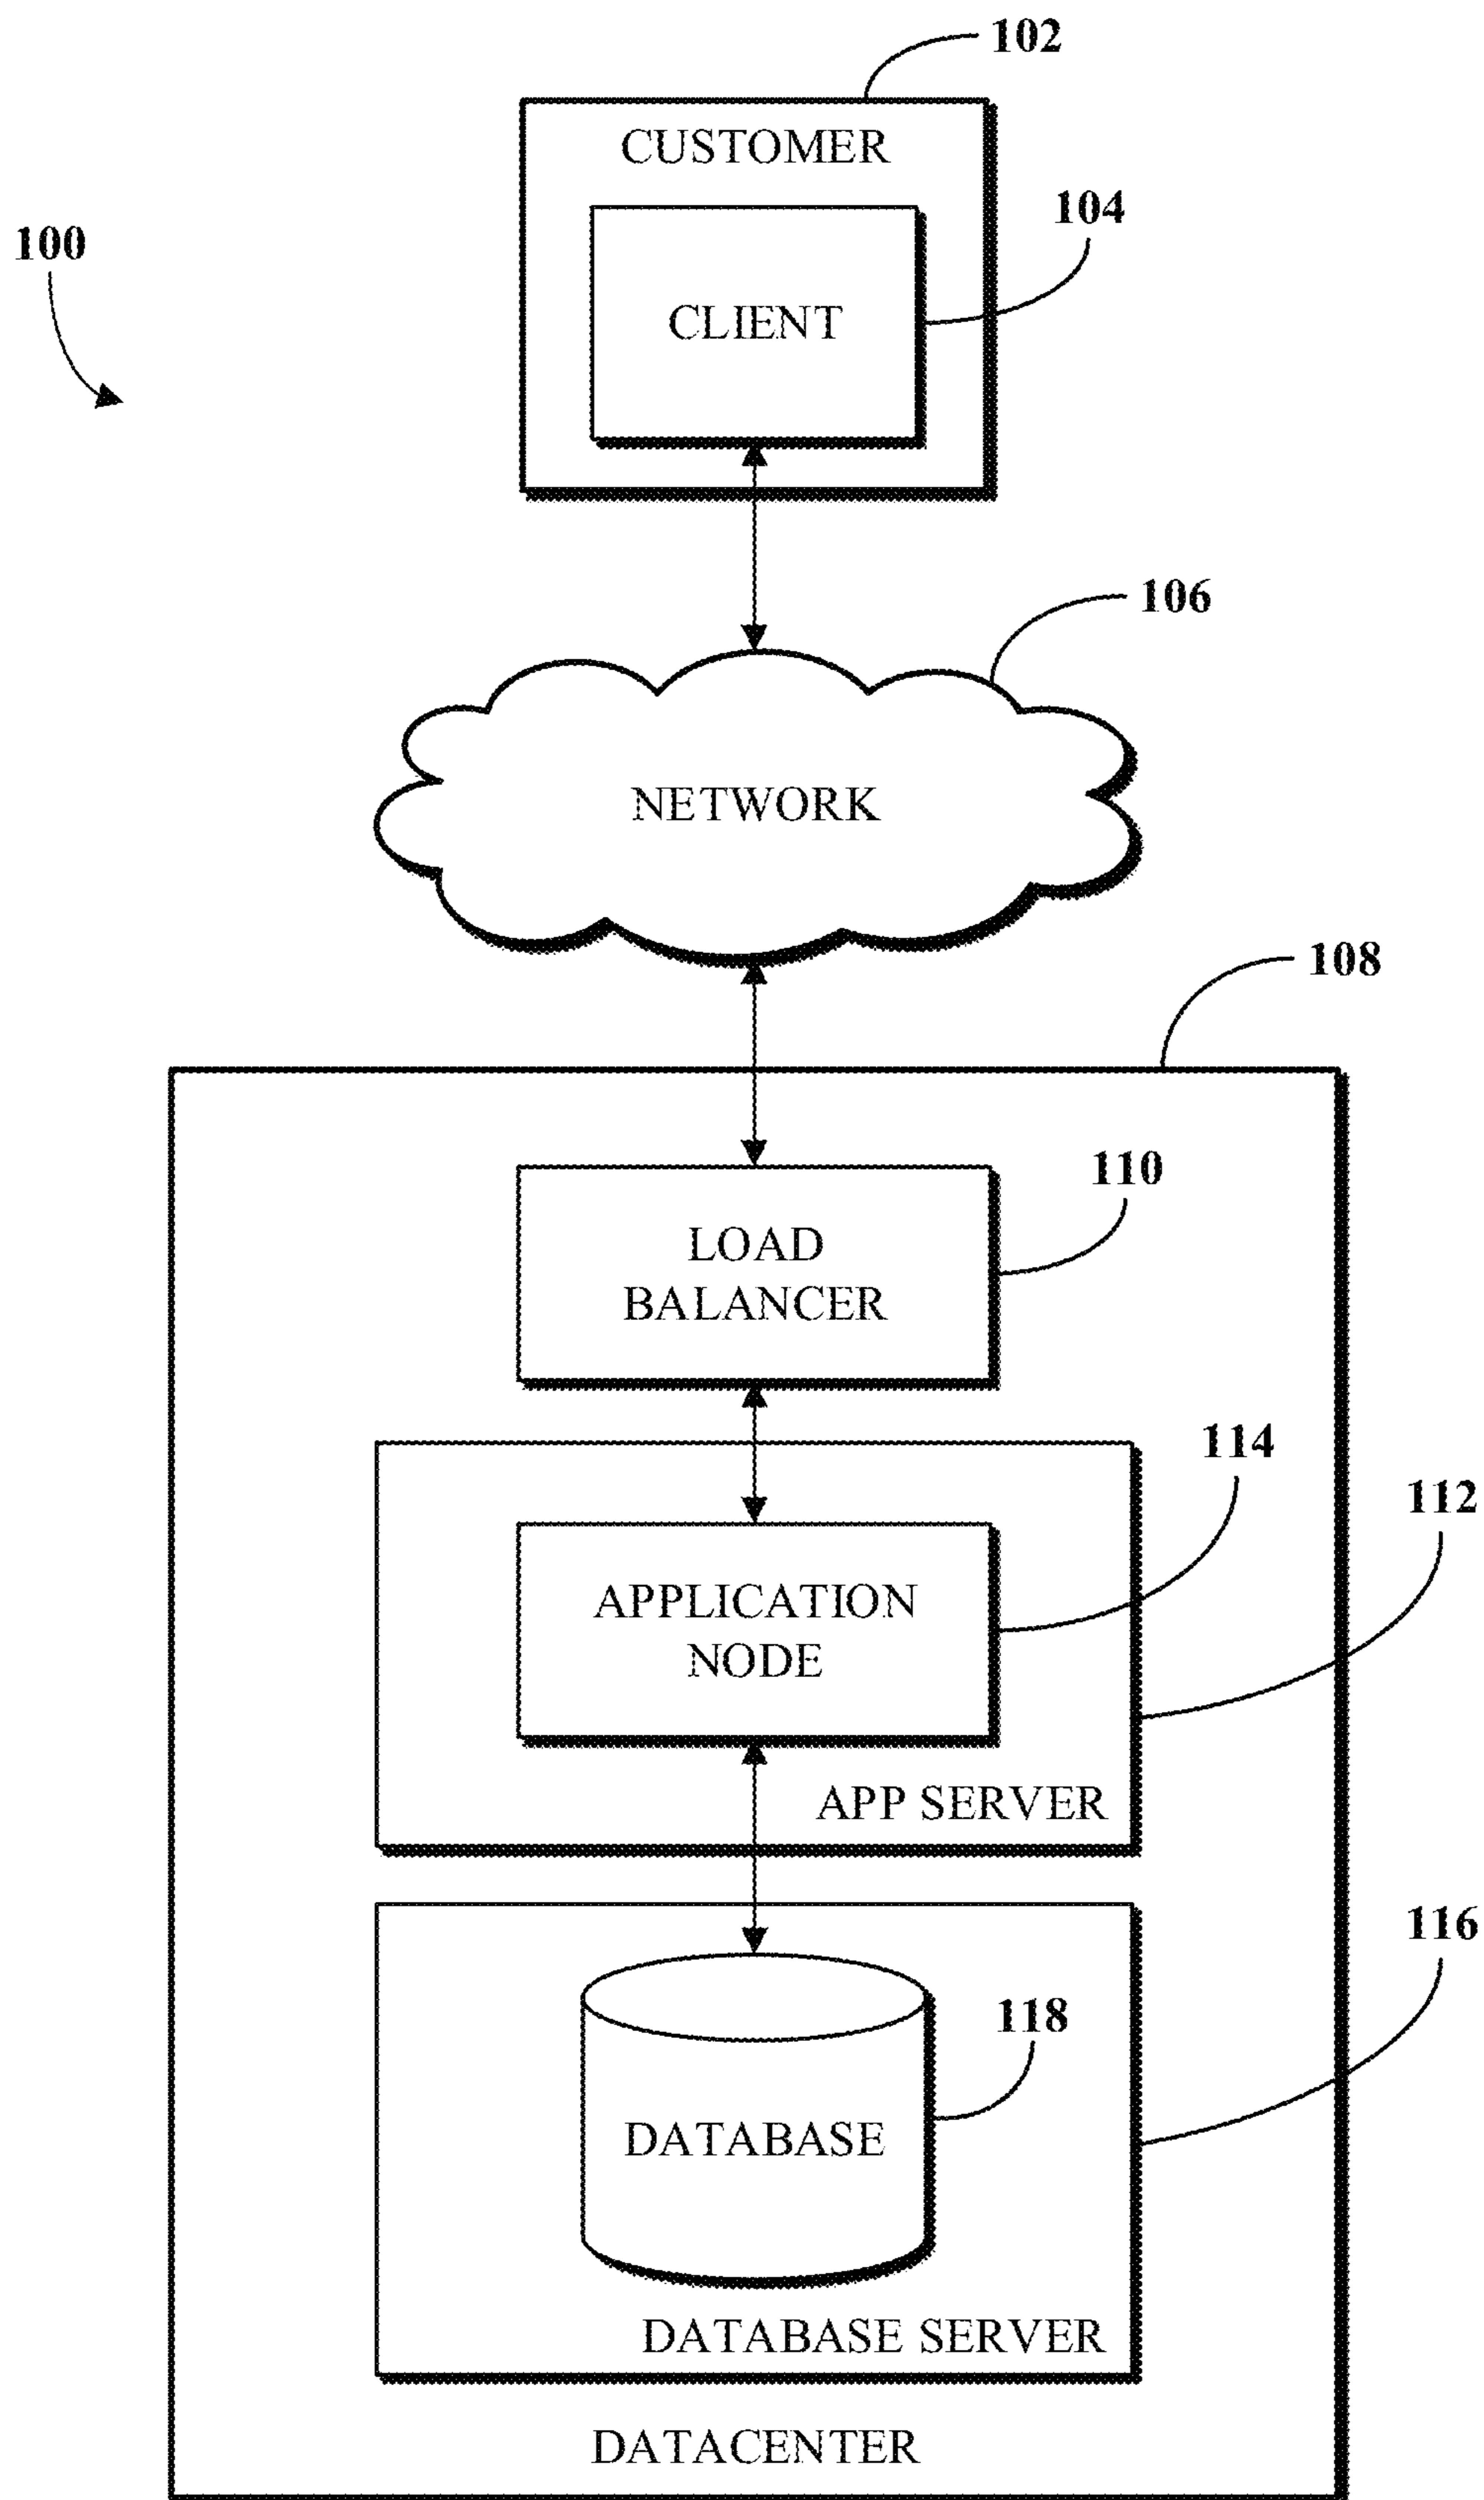 102
CUSTOMER
104
100
CLIENT
106
NETWORK
108
110
LOAD
BALANCER
114
112
APPLICATION
NODE
APP SERVER
116
118
DATABASE
DATABASE SERVER
DATACENTER